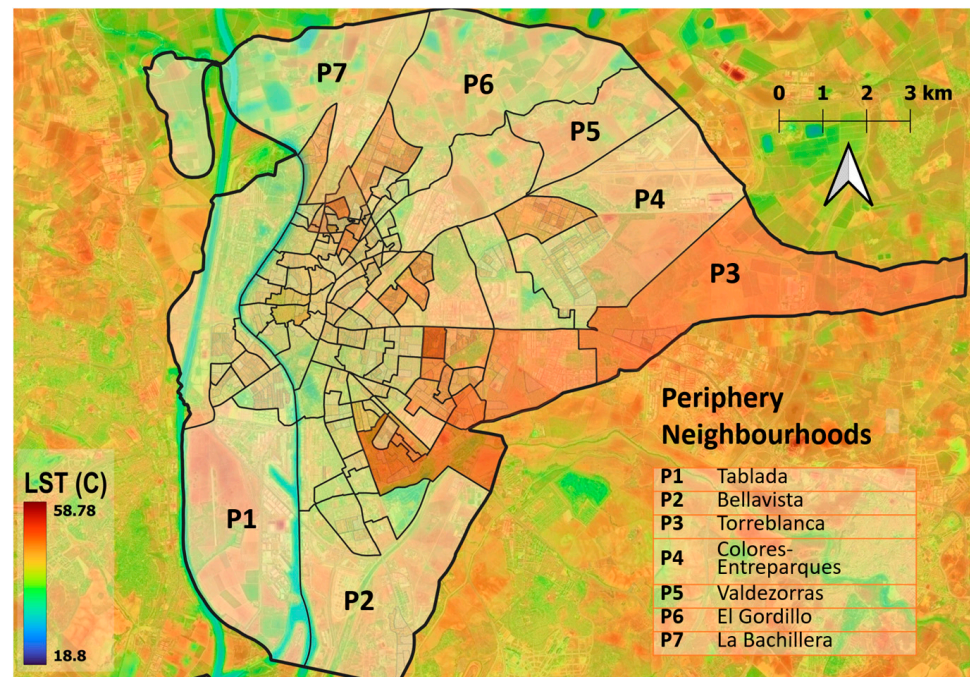 P7
P6
0 1 2 3 km
P5
P4
P3
Periphery
Neighbourhoods
P1 Tablada
P2 Bellavista
P3 Torreblanca
P4 Colores-
Entreparques
P5 Valdezorras
P6 El Gordillo
P7 La Bachillera
LST (C)
58.78
18.8
P1
P2